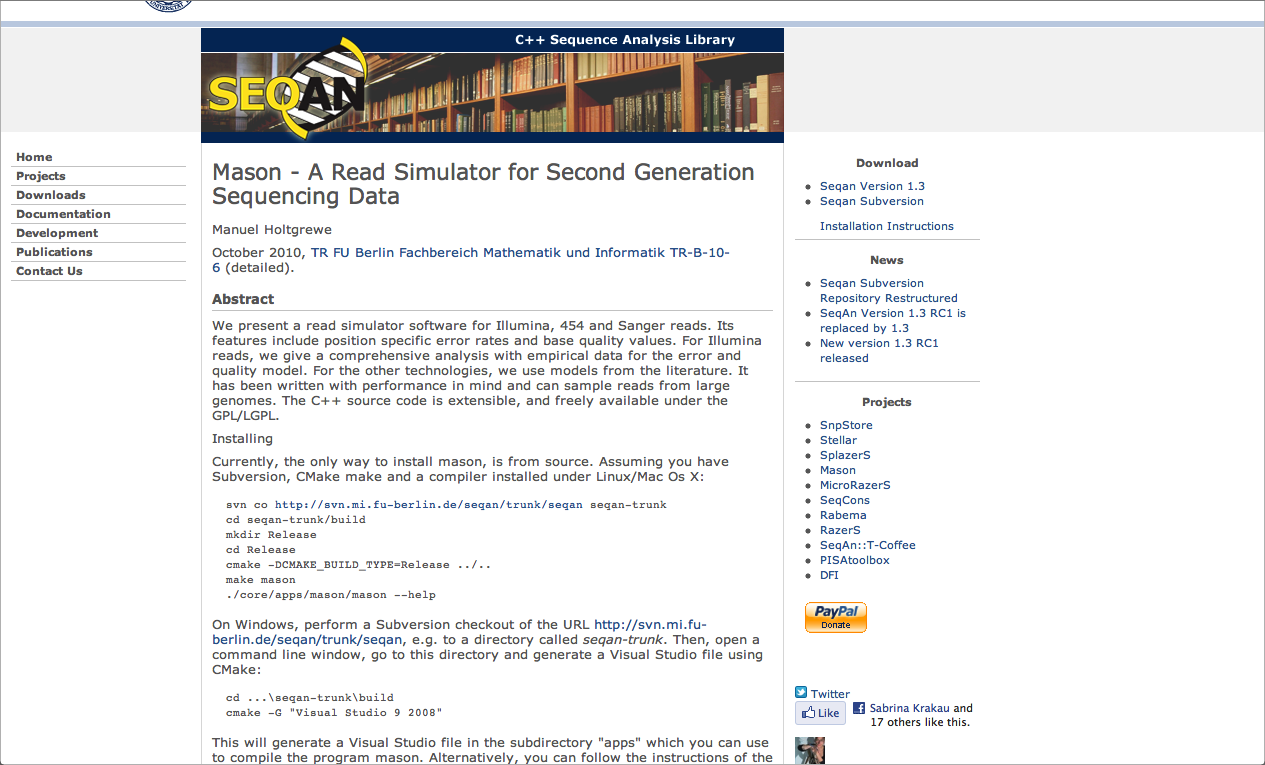 UNIVERSITÄT
C++ Sequence Analysis Library
SEQAN
Home
Projects
Downloads
Documentation
Development
Publications
Contact Us
Mason - A Read Simulator for Second Generation
Sequencing Data
Manuel Holtgrewe
October 2010, TR FU Berlin Fachbereich Mathematik und Informatik TR-B-10-
6 (detailed).
Abstract
We present a read simulator software for Illumina, 454 and Sanger reads. Its
features include position specific error rates and base quality values. For Illumina
reads, we give a comprehensive analysis with empirical data for the error and
quality model. For the other technologies, we use models from the literature. It
has been written with performance in mind and can sample reads from large
genomes. The C++ source code is extensible, and freely available under the
GPL/LGPL.
Installing
Currently, the only way to install mason, is from source. Assuming you have
Subversion, CMake make and a compiler installed under Linux/Mac Os X:
svn co http://svn.mi.fu-berlin.de/seqan/trunk/seqan seqan-trunk
cd seqan-trunk/build
mkdir Release
cd Release
cmake -DCMAKE_BUILD_TYPE=Release ../..
make mason
./core/apps/mason/mason --help
On Windows, perform a Subversion checkout of the URL http://svn.mi.fu-
berlin.de/seqan/trunk/seqan, e.g. to a directory called seqan-trunk. Then, open a
command line window, go to this directory and generate a Visual Studio file using
CMake:
cd ...\seqan-trunk\build
cmake -G "Visual Studio 9 2008"
This will generate a Visual Studio file in the subdirectory "apps" which you can use
to compile the program mason. Alternatively, you can follow the instructions of the
Download
Seqan Version 1.3
Seqan Subversion
Installation Instructions
News
Seqan Subversion
Repository Restructured
SeqAn Version 1.3 RC1 is
replaced by 1.3
New version 1.3 RC1
released
Projects
SnpStore
Stellar
SplazerS
Mason
MicroRazerS
SeqCons
Rabema
RazerS
SeqAn::T-Coffee
PISAtoolbox
DFI
PayPal
Donate
Twitter
Like
Sabrina Krakau and
17 others like this.